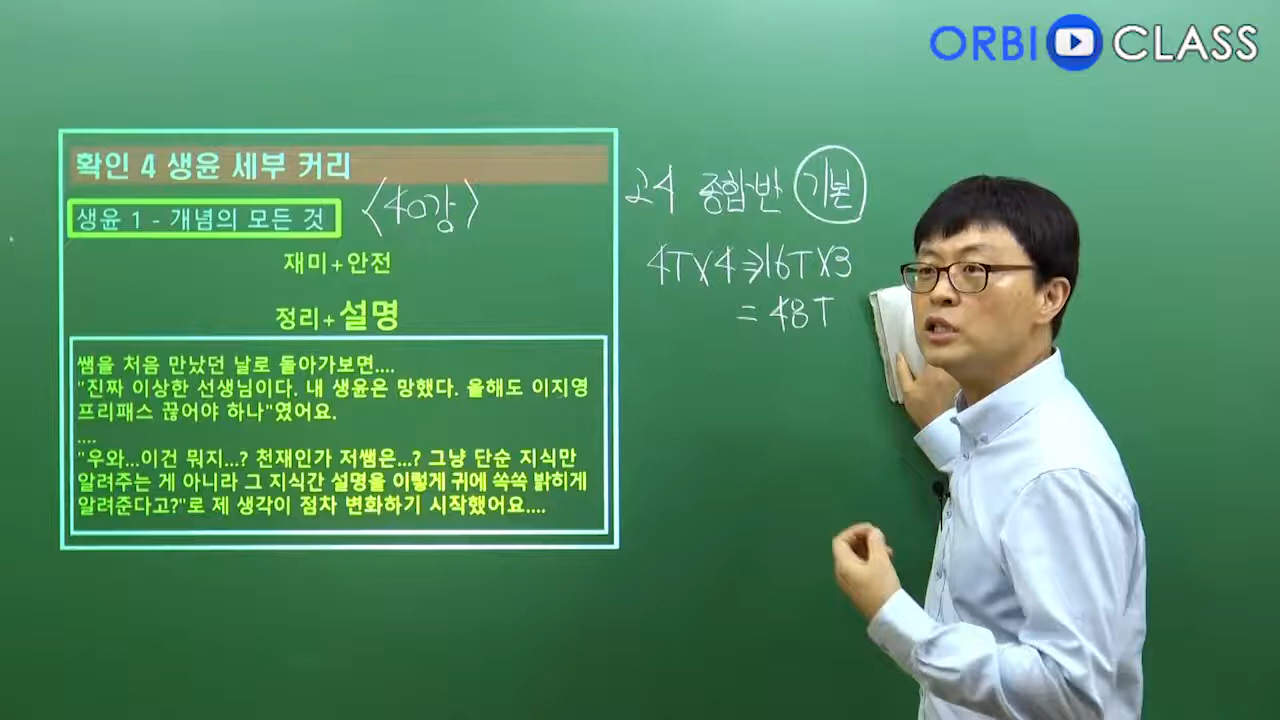 ORBI CLASS
확인 4 생윤 세부 커리
생윤 1 - 개념의 모든 것
<40강>
재미+안전
정리+설명
쌤을 처음 만났던 날로 돌아가보면....
"진짜 이상한 선생님이다. 내 생윤은 망했다. 올해도 이지영
프리패스 끊어야 하나"였어요.
....
"우와...이건 뭐지...? 천재인가 저쌤은...? 그냥 단순 지식만
알려주는 게 아니라 그 지식간 설명을 이렇게 귀에 쏙쏙 밝히게
알려준다고?"로 제 생각이 점차 변화하기 시작했어요....
고4 종합반 기본
4T×4⇒16T×3
=48T